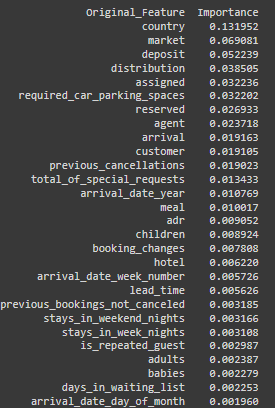 Original_Feature Importance
country 0.131952
market 0.069081
deposit 0.052239
distribution 0.038505
assigned 0.032236
required_car_parking_spaces 0.032202
reserved 0.026933
agent 0.023718
arrival 0.019163
customer 0.019105
previous_cancellations 0.019023
total_of_special_requests 0.013433
arrival_date_year 0.010769
meal 0.010017
adr 0.009052
children 0.008924
booking_changes 0.007808
hotel 0.006220
arrival_date_week_number 0.005726
lead_time 0.005626
previous_bookings_not_canceled 0.003185
stays_in_weekend_nights 0.003166
stays_in_week_nights 0.003108
is_repeated_guest 0.002987
adults 0.002387
babies 0.002279
days_in_waiting_list 0.002253
arrival_date_day_of_month 0.001960